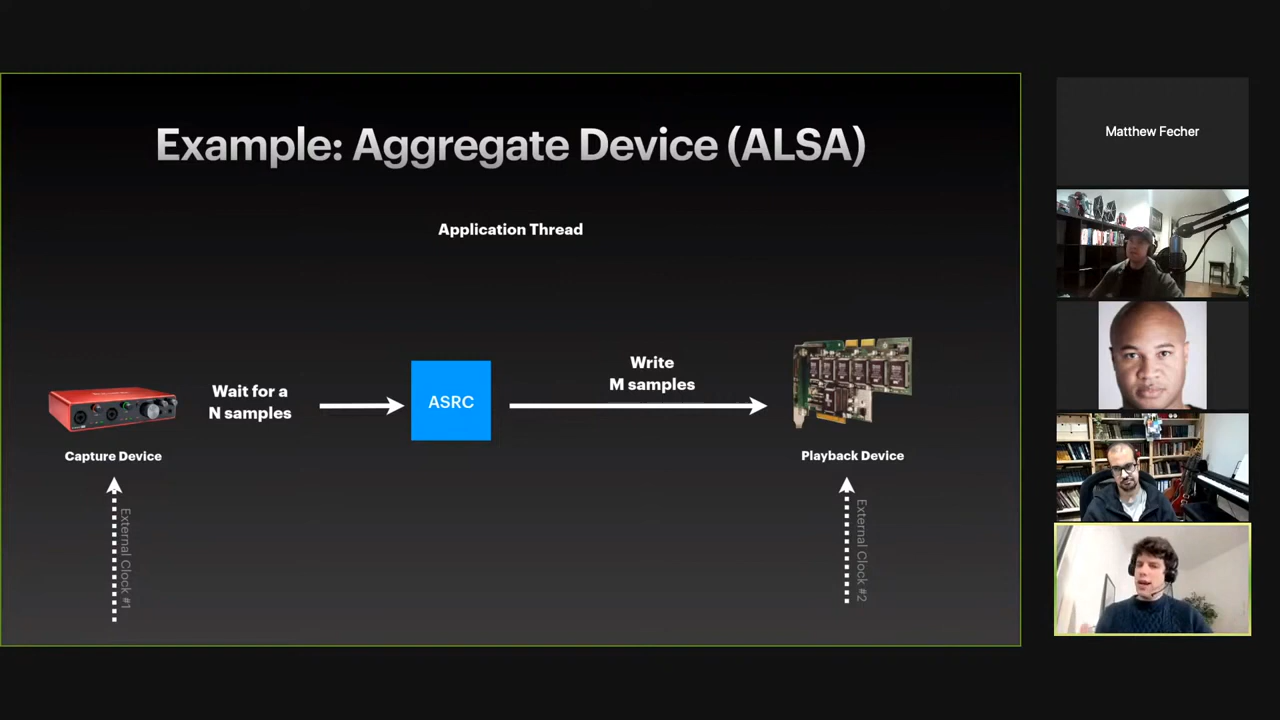 Example: Aggregate Device (ALSA)
Application Thread
Wait for a
N samples
ASRC
Write
M samples
Capture Device
Playback Device
External Clock #1
External Clock #2
Matthew Fecher